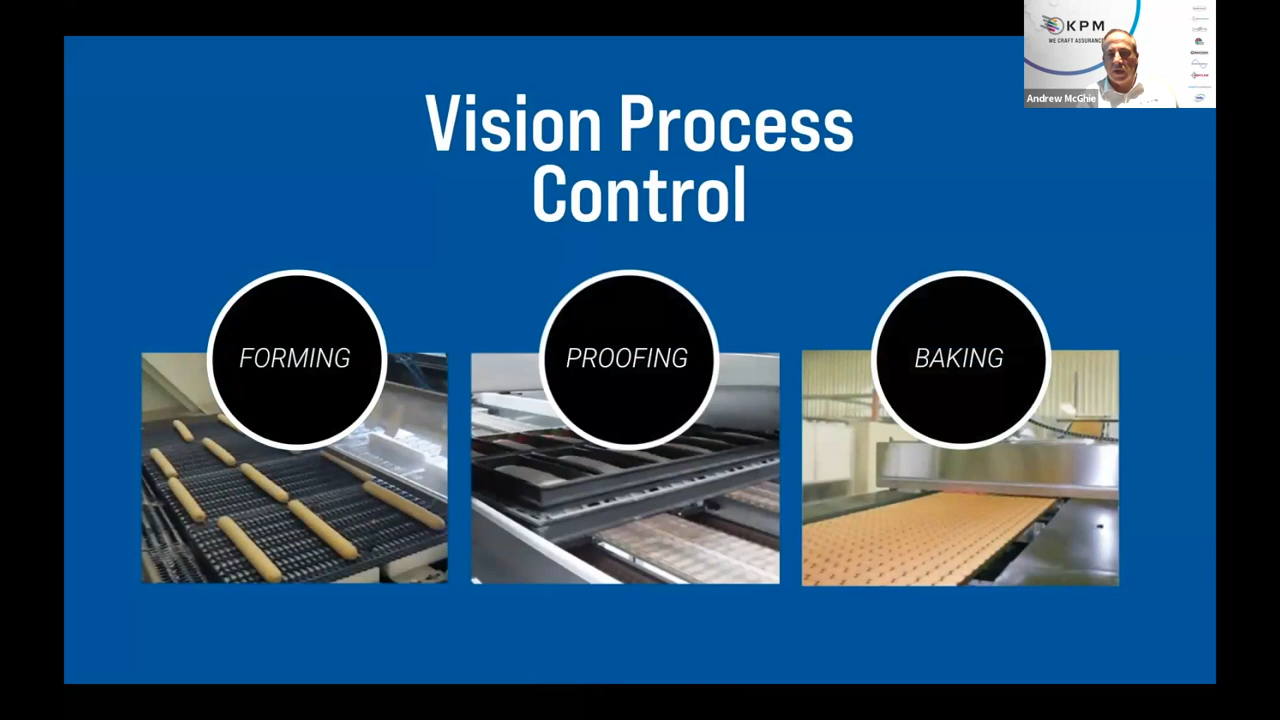 Vision Process
Control
FORMING
PROOFING
BAKING
KPM
WE CRAFT ASSURANCE
Andrew McGhie